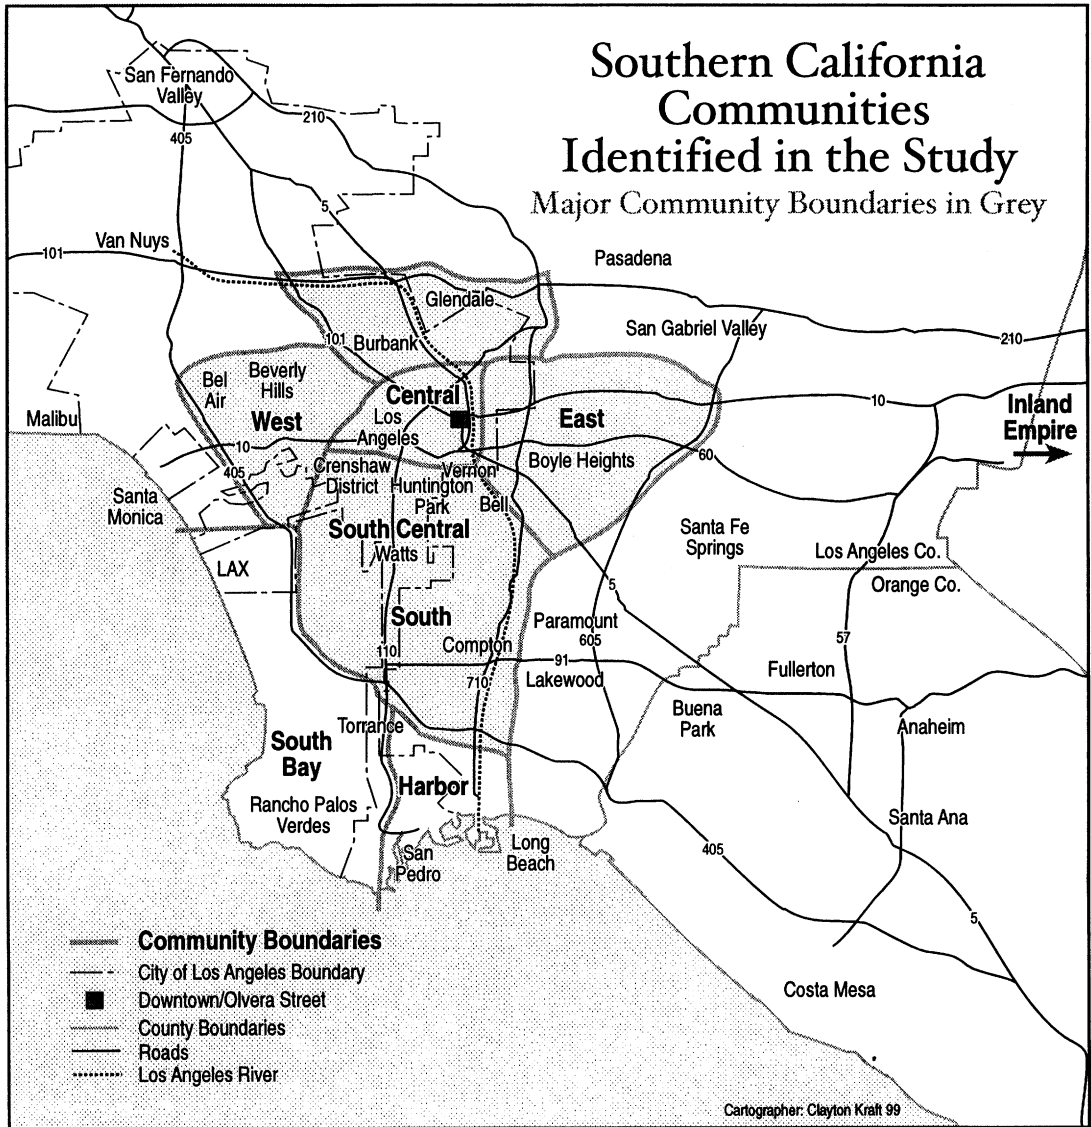 Southern California
Communities
Identified in the Study
Major Community Boundaries in Grey
San Fernando
Valley
405
210
5
Van Nuys
101
Pasadena
Glendale
San Gabriel Valley
210
101
Burbank
Bel
Air
Beverly
Hills
West
Central
Los
Angeles
East
10
Inland
Empire
Malibu
10
405
Crenshaw
District
Vernon
Huntington
Park
Boyle Heights
60
Bell
Santa
Monica
South Central
Watts
Santa Fe
Springs
Los Angeles Co.
Orange Co.
LAX
5
South
Paramount
605
57
Compton
110
91
Fullerton
710
Lakewood
Buena
Park
Anaheim
Torrance
South
Bay
Harbor
Rancho Palos
Verdes
Santa Ana
San
Pedro
Long
Beach
405
5
Community Boundaries
City of Los Angeles Boundary
Downtown/Olvera Street
County Boundaries
Roads
Los Angeles River
Costa Mesa
Cartographer: Clayton Kraft 99